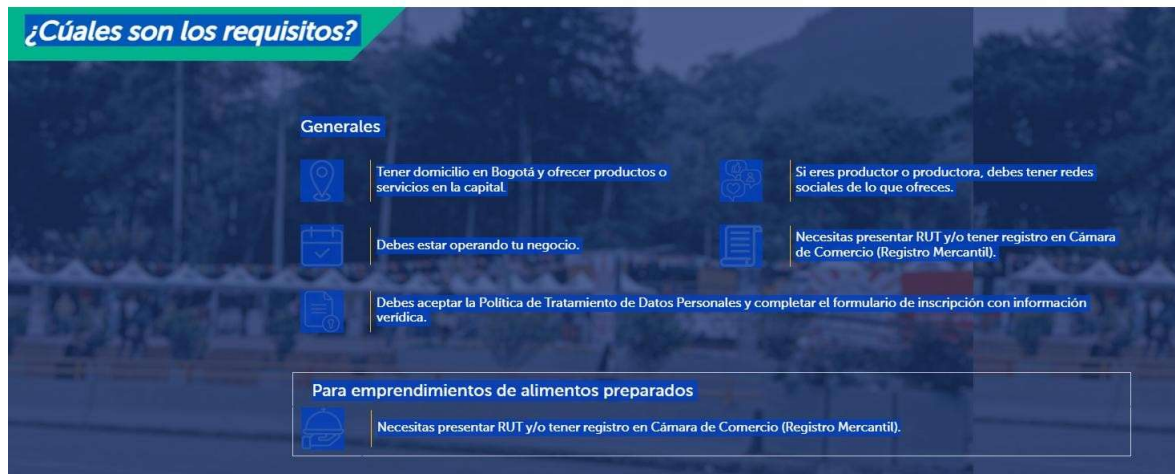 ¿Cúales son los requisitos?
Generales
Tener domicilio en Bogotá y ofrecer productos o
servicios en la capital.
Si eres productor o productora, debes tener redes
sociales de lo que ofreces.
Debes estar operando tu negocio.
Necesitas presentar RUT y/o tener registro en Cámara
de Comercio (Registro Mercantil).
Debes aceptar la Política de Tratamiento de Datos Personales y completar el formulario de inscripción con información
verídica.
Para emprendimientos de alimentos preparados
Necesitas presentar RUT y/o tener registro en Cámara de Comercio (Registro Mercantil).